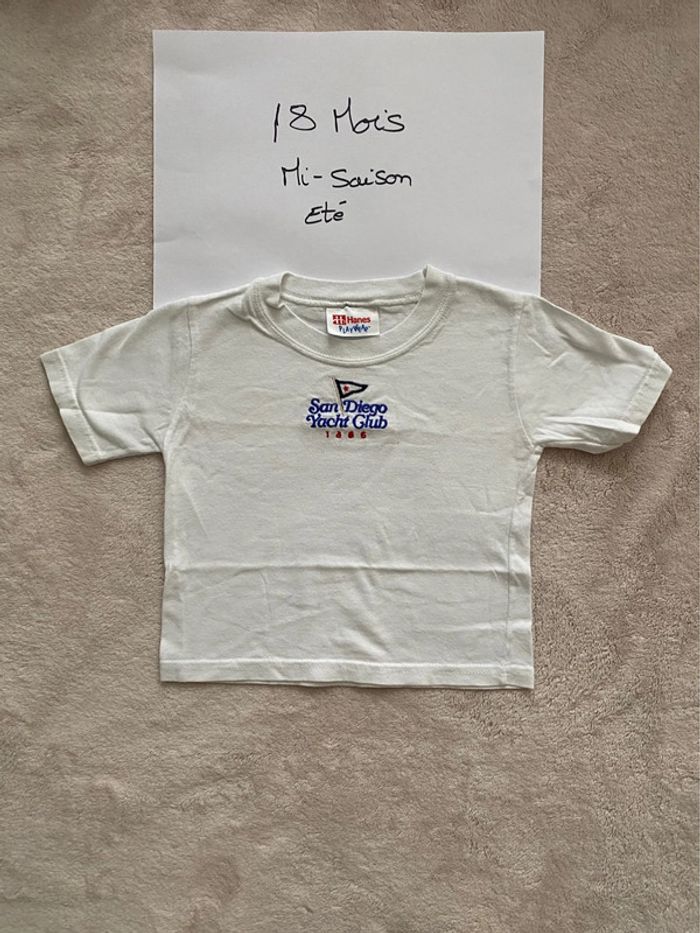 18 Mois
Mi-Saison
Eté
Hanes
PLAYWEAR
San Diego
Yacht Club
1886